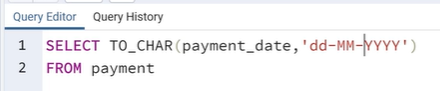 Query Editor Query History
1 SELECT TO_CHAR(payment_date,'dd-MM-YYYY')
2 FROM payment